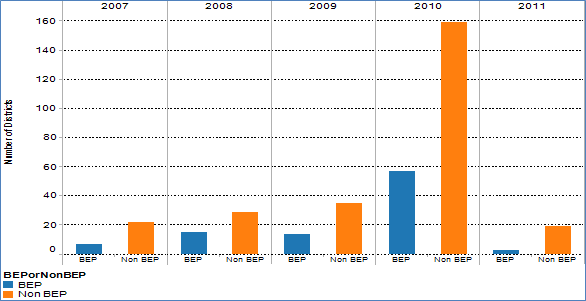 2007 2008 2009 2010 2011
160
140
120
100
80
60
40
20
0
Number of Districts
BEP Non BEP BEP Non BEP BEP Non BEP BEP Non BEP BEP Non BEP
BEPorNonBEP
BEP
Non BEP